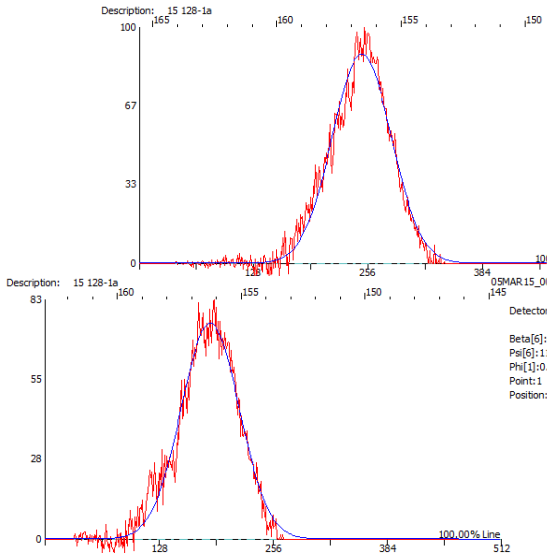 Description: 15 128-1a
165 160 155 150
100
67
33
0
128 256 384 100
Description: 15 128-1a
05MAR15_0
160 155 150 145
83
55
28
0
Detector
Beta[6]:
Psi[6]:1
Phi[1]:0.
Point:1
Position:
100.00% Line
128 256 384 512